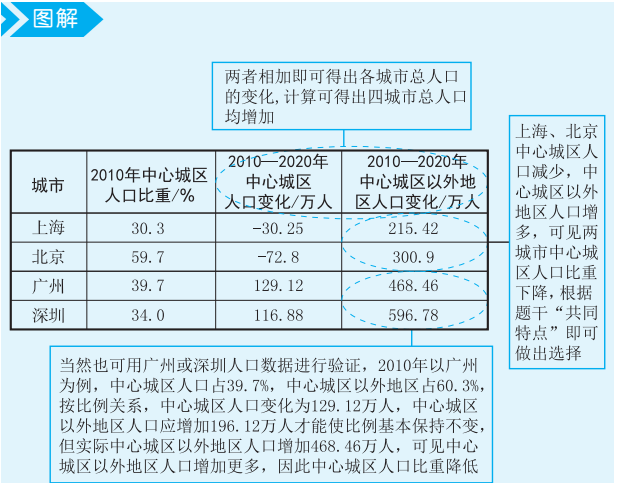 图解
两者相加即可得出各城市总人口
的变化,计算可得出四城市总人口
均增加
城市
2010年中心城区
人口比重/%
2010—2020年
中心城区
人口变化/万人
2010—2020年
中心城区以外地
区人口变化/万人
上海 30.3 -30.25 215.42
北京 59.7 -72.8 300.9
广州 39.7 129.12 468.46
深圳 34.0 116.88 596.78
上海、北京
中心城区人
口减少，中
心城区以外
地区人口增
多，可见两
城市中心城
区人口比重
下降，根据
题干“共同
特点”即可
做出选择
当然也可用广州或深圳人口数据进行验证，2010年以广州
为例，中心城区人口占39.7%，中心城区以外地区占60.3%，
按比例关系，中心城区人口变化为129.12万人，中心城区
以外地区人口应增加196.12万人才能使比例基本保持不变，
但实际中心城区以外地区人口增加468.46万人，可见中心
城区以外地区人口增加更多，因此中心城区人口比重降低